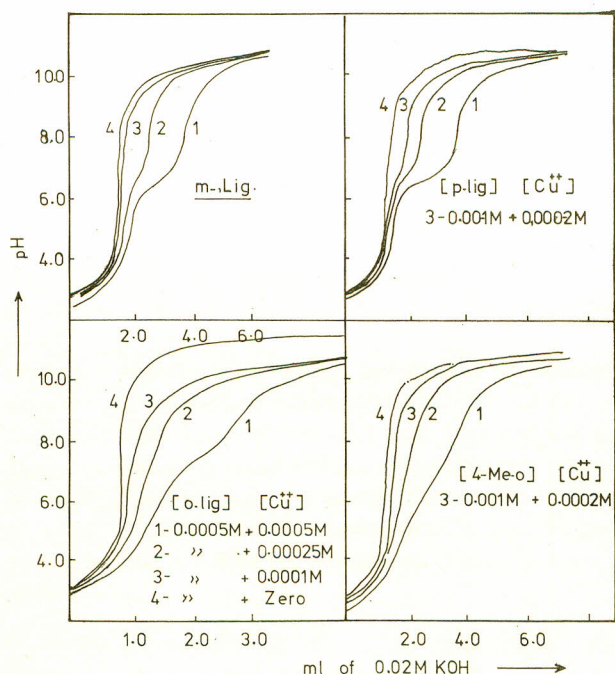 pH
10.0
8.0
6.0
4.0
4
3
2
1
m-Lig.
2.0
4.0
6.0
4
3
2
1
[p-lig] [Cu++]
3-0.001M + 0.0002M
10.0
8.0
6.0
4.0
4
3
2
1
[o.lig] [Cu++]
1-0.0005M + 0.0005M
2- ,, + 0.00025M
3- ,, + 0.0001M
4- ,, + Zero
1.0
2.0
3.0
4
3
2
1
[4-Me-o] [Cu++]
3-0.001M + 0.0002M
2.0
4.0
6.0
ml of 0.02M KOH